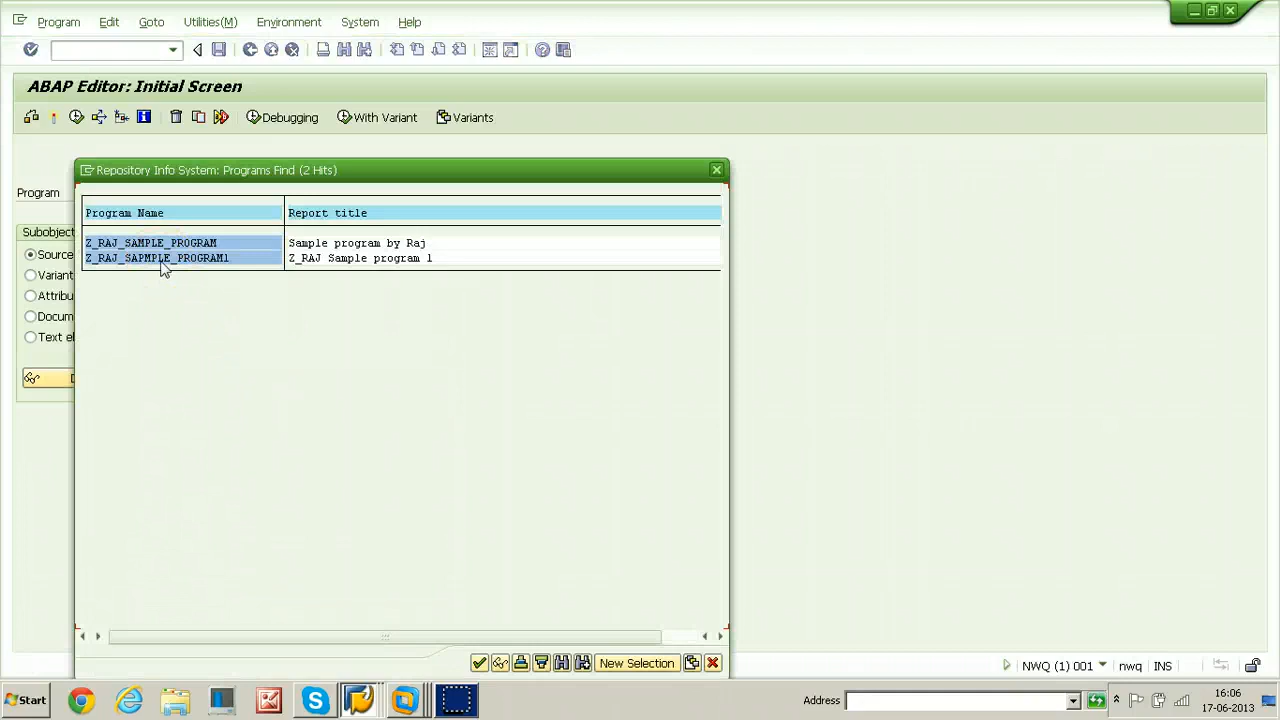 Program Edit Goto Utilities(M) Environment System Help
ABAP Editor: Initial Screen
Debugging With Variant Variants
Repository Info System: Programs Find (2 Hits)
Program
Program Name Report title
Subobjec
Z_RAJ_SAMPLE_PROGRAM Sample program by Raj
Source
Z_RAJ_SAPMPLE_PROGRAM1 Z_RAJ Sample program 1
Variant
Attribu
Docum
Text el
New Selection
NWQ (1) 001 nwq INS
Start Address 16:06
17-06-2013